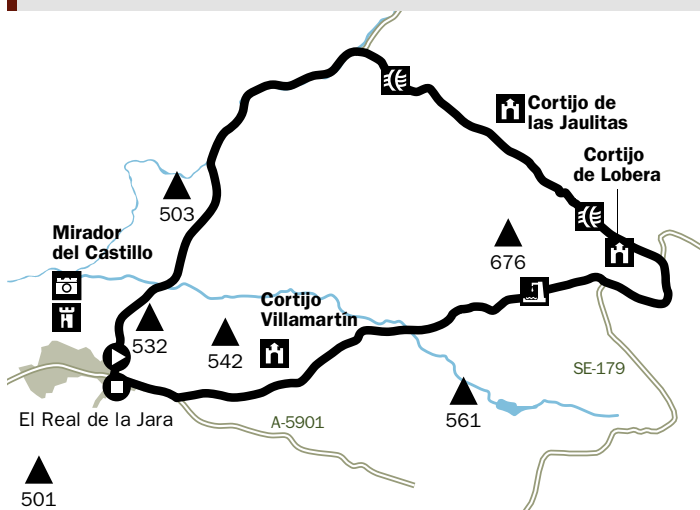 Cortijo de
las Jaulitas
Cortijo
de Lobera
503
Mirador
del Castillo
676
Cortijo
Villamartín
532
542
SE-179
561
El Real de la Jara
A-5901
501